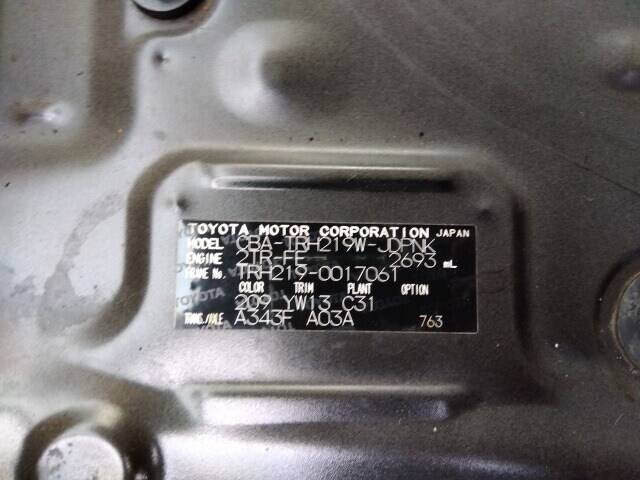 TOYOTA MOTOR CORPORATION JAPAN
MODEL CBA-TRH219W-JDPNK
ENGINE 2TR-FE 2693 mL
FRAME No. TRH219-0017061
COLOR TRIM PLANT OPTION
209 YW13 C31
TRANS./AXLE A343F A03A 763